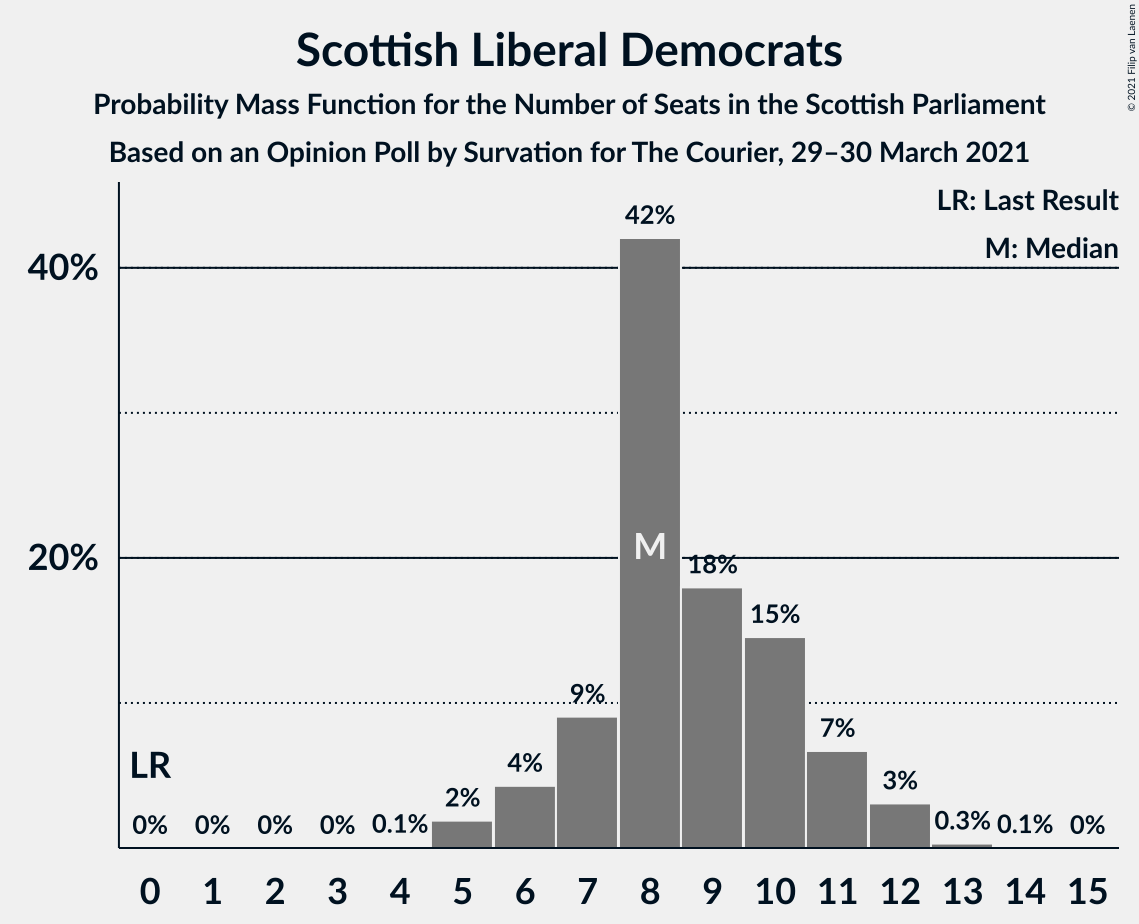 Scottish Liberal Democrats
Probability Mass Function for the Number of Seats in the Scottish Parliament
Based on an Opinion Poll by Survation for The Courier, 29–30 March 2021
© 2021 Filip van Laenen
LR: Last Result
M: Median
42%
40%
M
20%
18%
15%
9%
7%
LR
4%
3%
2%
0% 0% 0% 0% 0.1% 0.3% 0.1% 0%
0 1 2 3 4 5 6 7 8 9 10 11 12 13 14 15